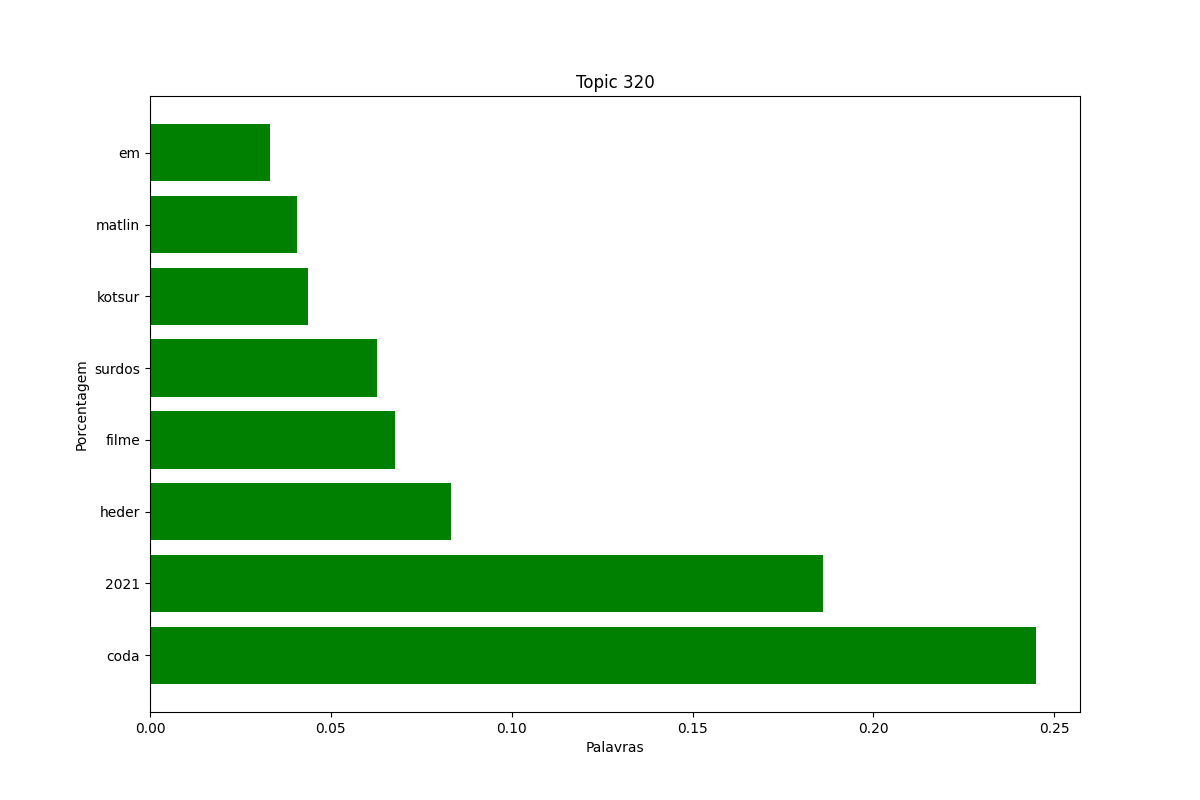 Topic 320
em
matlin
kotsur
surdos
filme
heder
2021
coda
Porcentagem
0.00 0.05 0.10 0.15 0.20 0.25
Palavras